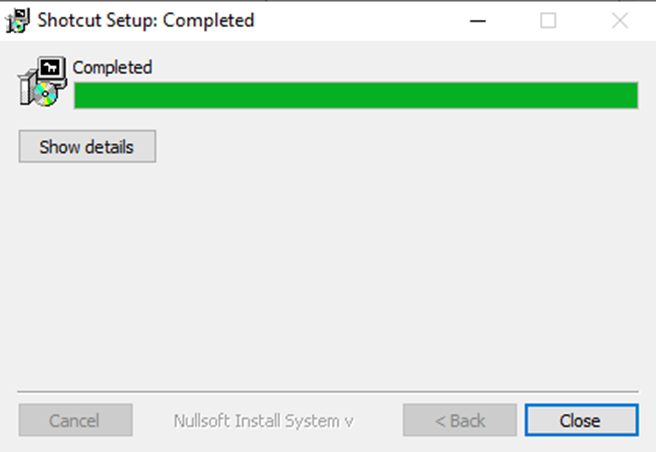 Shotcut Setup: Completed
Completed
Show details
Cancel
Nullsoft Install System v
< Back
Close